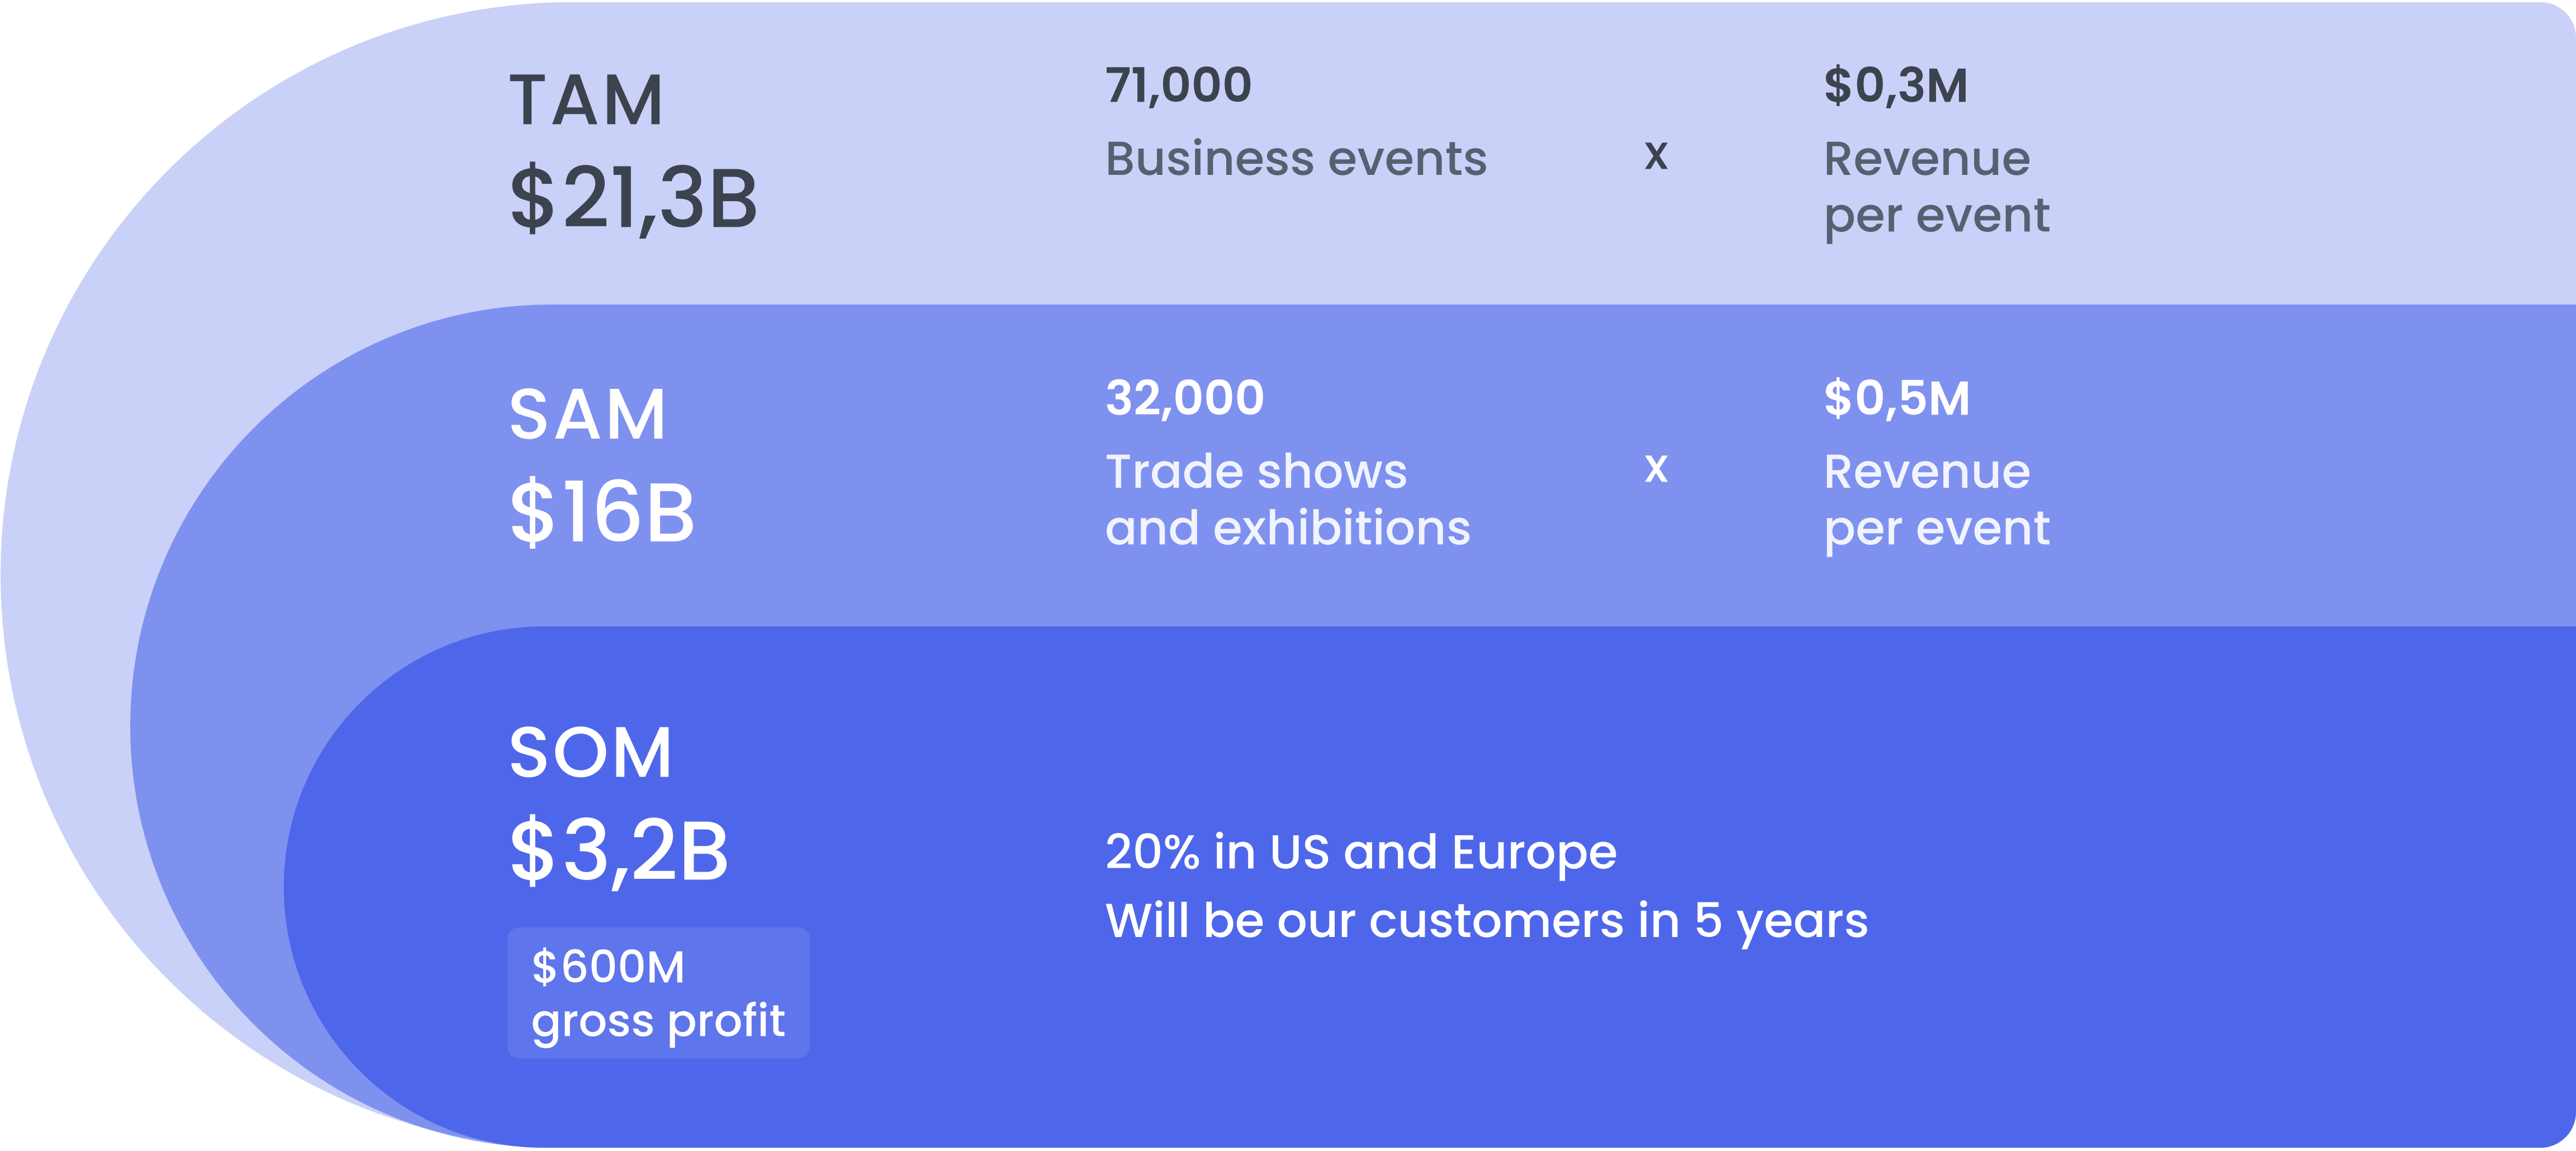 TAM
$21,3B
71,000
Business events
x
$0,3M
Revenue
per event
SAM
$16B
32,000
Trade shows
and exhibitions
x
$0,5M
Revenue
per event
SOM
$3,2B
$600M
gross profit
20% in US and Europe
Will be our customers in 5 years